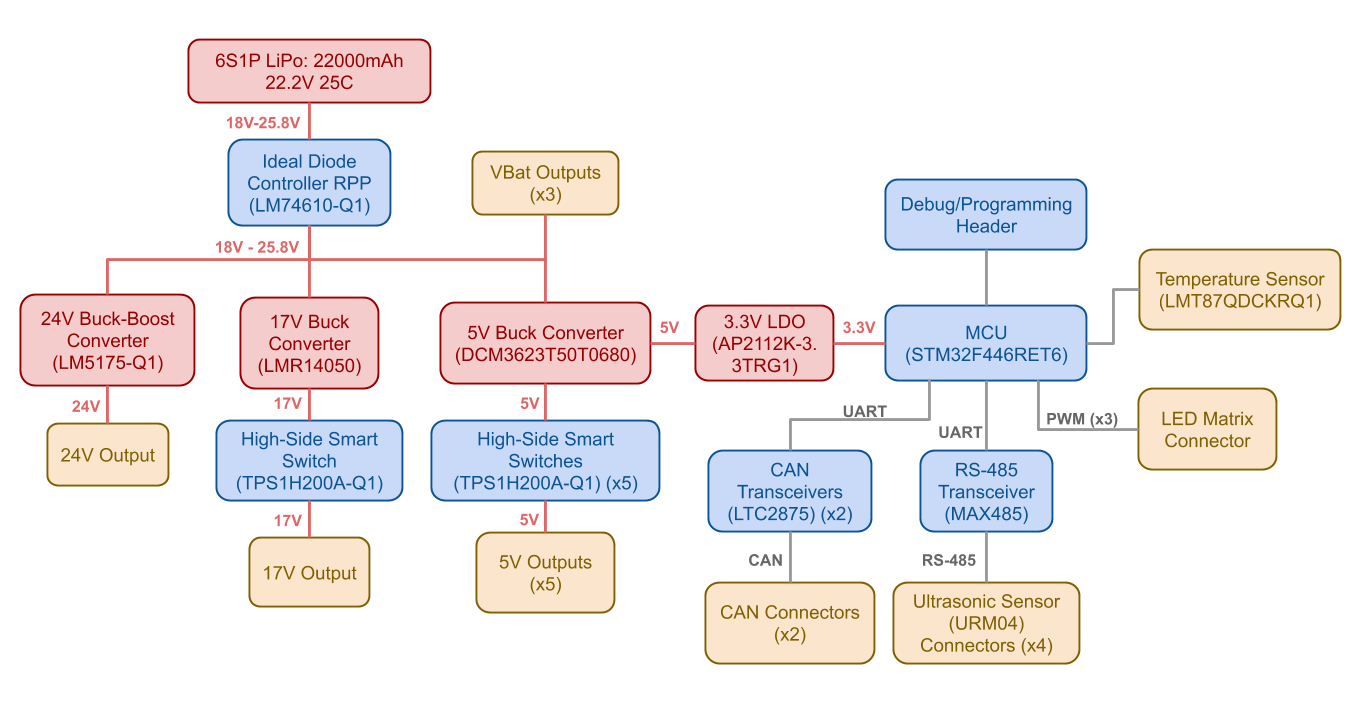 6S1P LiPo: 22000mAh
22.2V 25C
18V-25.8V
Ideal Diode
Controller RPP
(LM74610-Q1)
18V - 25.8V
VBat Outputs
(x3)
24V Buck-Boost
Converter
(LM5175-Q1)
24V
24V Output
17V Buck
Converter
(LMR14050)
17V
High-Side Smart
Switch
(TPS1H200A-Q1)
17V
17V Output
5V Buck Converter
(DCM3623T50T0680)
5V
High-Side Smart
Switches
(TPS1H200A-Q1) (x5)
5V
5V Outputs
(x5)
5V
3.3V LDO
(AP2112K-3.
3TRG1)
3.3V
Debug/Programming
Header
MCU
(STM32F446RET6)
Temperature Sensor
(LMT87QDCKRQ1)
UART
CAN
Transceivers
(LTC2875) (x2)
CAN
CAN Connectors
(x2)
UART
RS-485
Transceiver
(MAX485)
RS-485
Ultrasonic Sensor
(URM04)
Connectors (x4)
PWM (x3)
LED Matrix
Connector